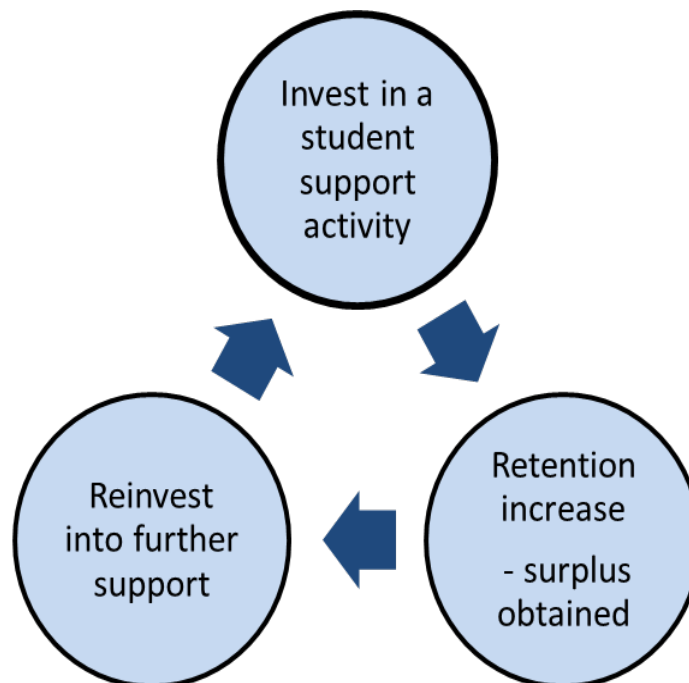 Invest in a
student
support
activity
Retention
increase
- surplus
obtained
Reinvest
into further
support